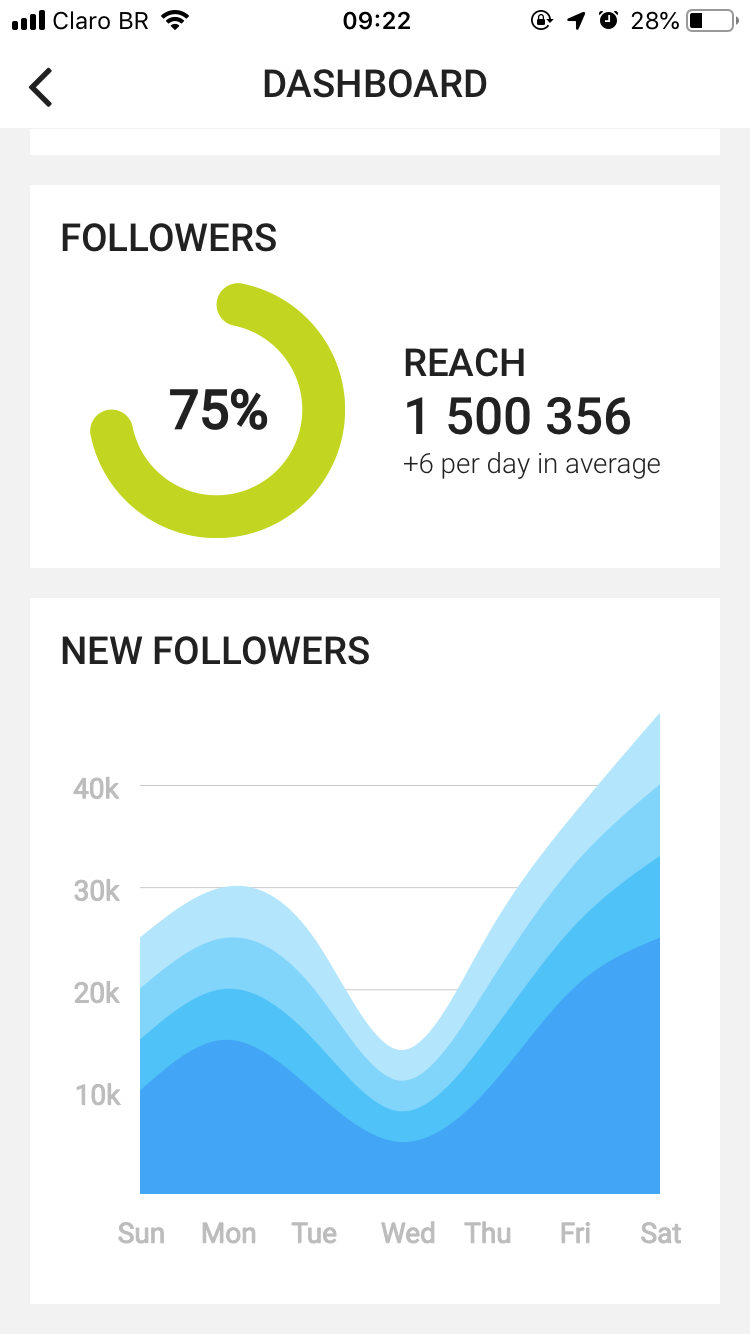 Claro BR 09:22 28%
DASHBOARD
FOLLOWERS
75%
REACH
1 500 356
+6 per day in average
NEW FOLLOWERS
40k
30k
20k
10k
Sun Mon Tue Wed Thu Fri Sat